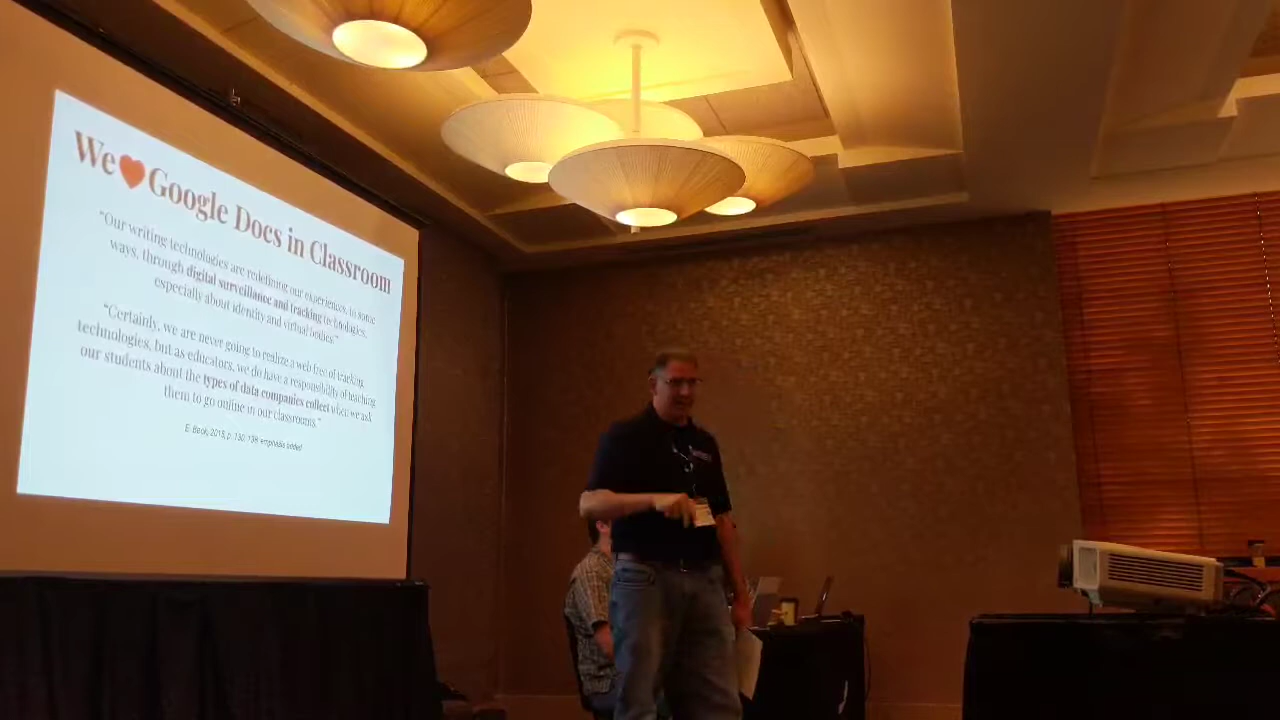 We ❤ Google Docs in Classroom
"Our writing technologies are redefining our experiences, in some
ways, through digital surveillance and tracking technologies,
especially about identity and virtual bodies."
"Certainly, we are never going to realize a web free of tracking
technologies, but as educators, we do have a responsibility of teaching
our students about the types of data companies collect when we ask
them to go online in our classrooms."
E. Beck, 2015, p. 130, 138, emphasis added